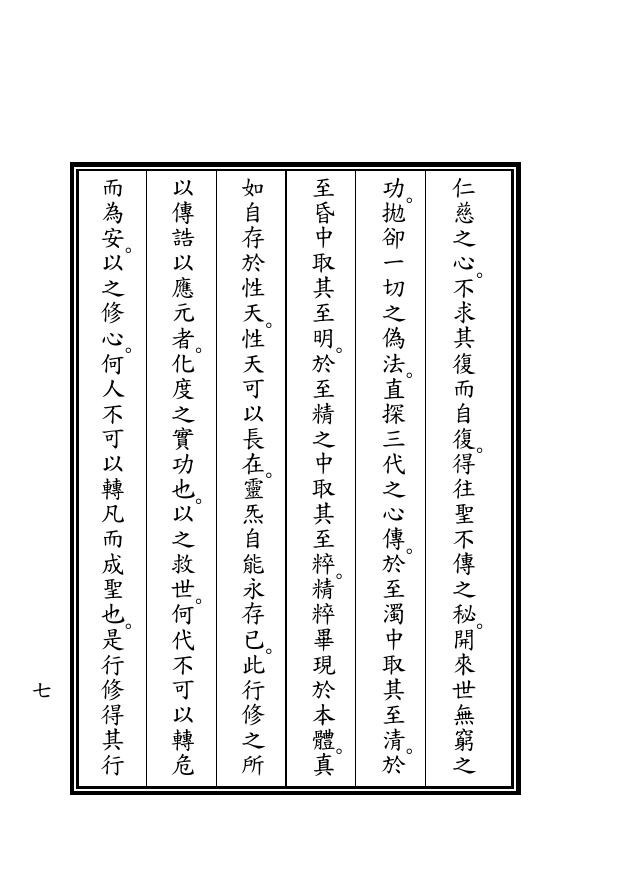 仁慈之心。不求其復而自復。得往聖不傳之秘。開來世無窮之
功。拋卻一切之偽法。直探三代之心傳。於至濁中取其至清。於
至昏中取其至明。於至精之中取其至粹。精粹畢現於本體。真
如自存於性天。性天可以長在。靈炁自能永存已。此行修之所
以傳誥以應元者。化度之實功也。以之救世。何代不可以轉危
而為安。以之修心。何人不可以轉凡而成聖也。是行修得其行
七